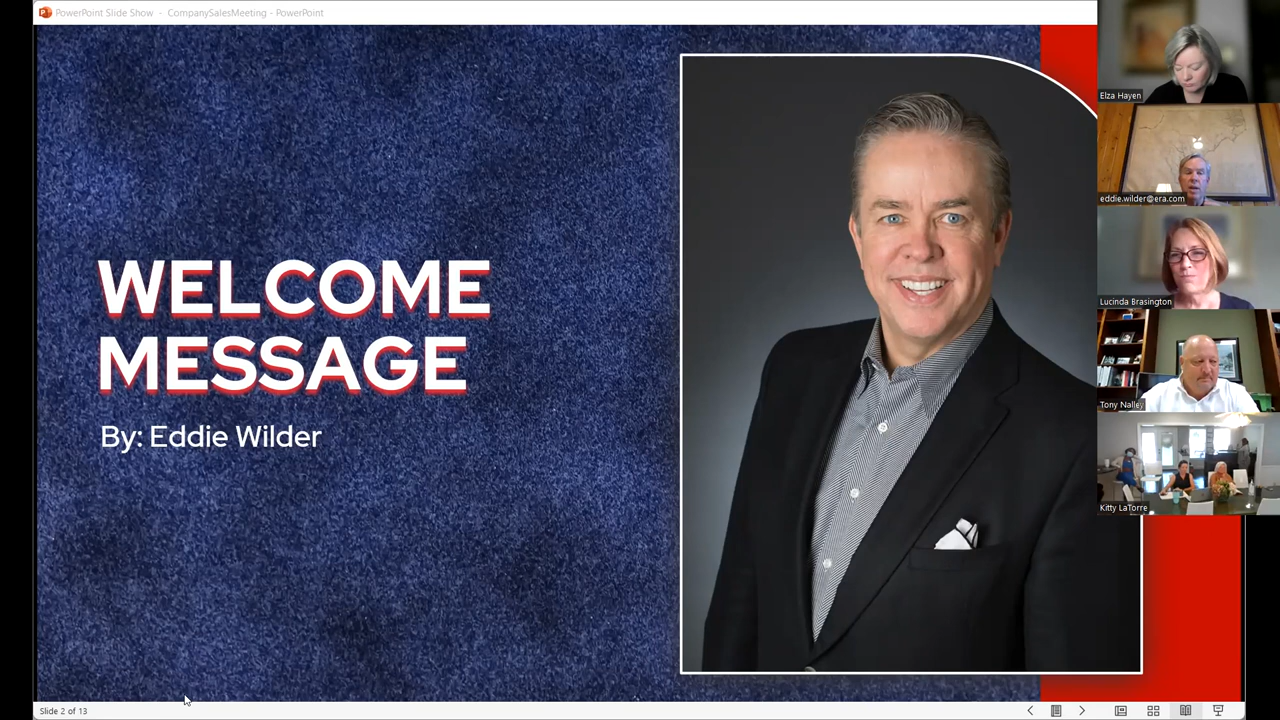 PowerPoint Slide Show - CompanySalesMeeting - PowerPoint
WELCOME
MESSAGE
By: Eddie Wilder
Elza Hayen
eddie.wilder@era.com
Lucinda Brasington
Tony Nalley
Kitty LaTorre
Slide 2 of 13